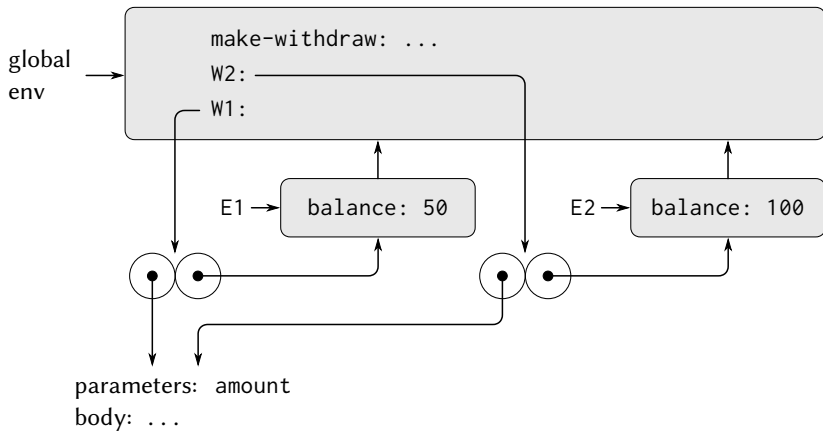 make-withdraw: ...
global
env
W2:
W1:
E1
balance: 50
E2
balance: 100
parameters: amount
body: ...